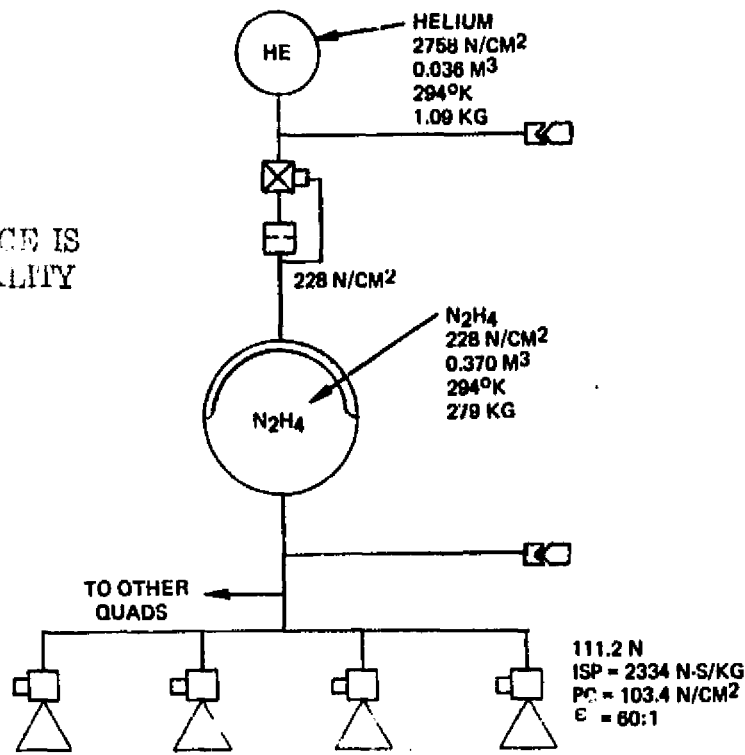 HELIUM
2758 N/CM2
0.036 M3
294°K
1.09 KG
HE
IS
228 N/CM2
N2H4
228 N/CM2
0.370 M3
294°K
279 KG
N2H4
TO OTHER
QUADS
111.2 N
ISP = 2334 N-S/KG
PC = 103.4 N/CM2
Є = 60:1